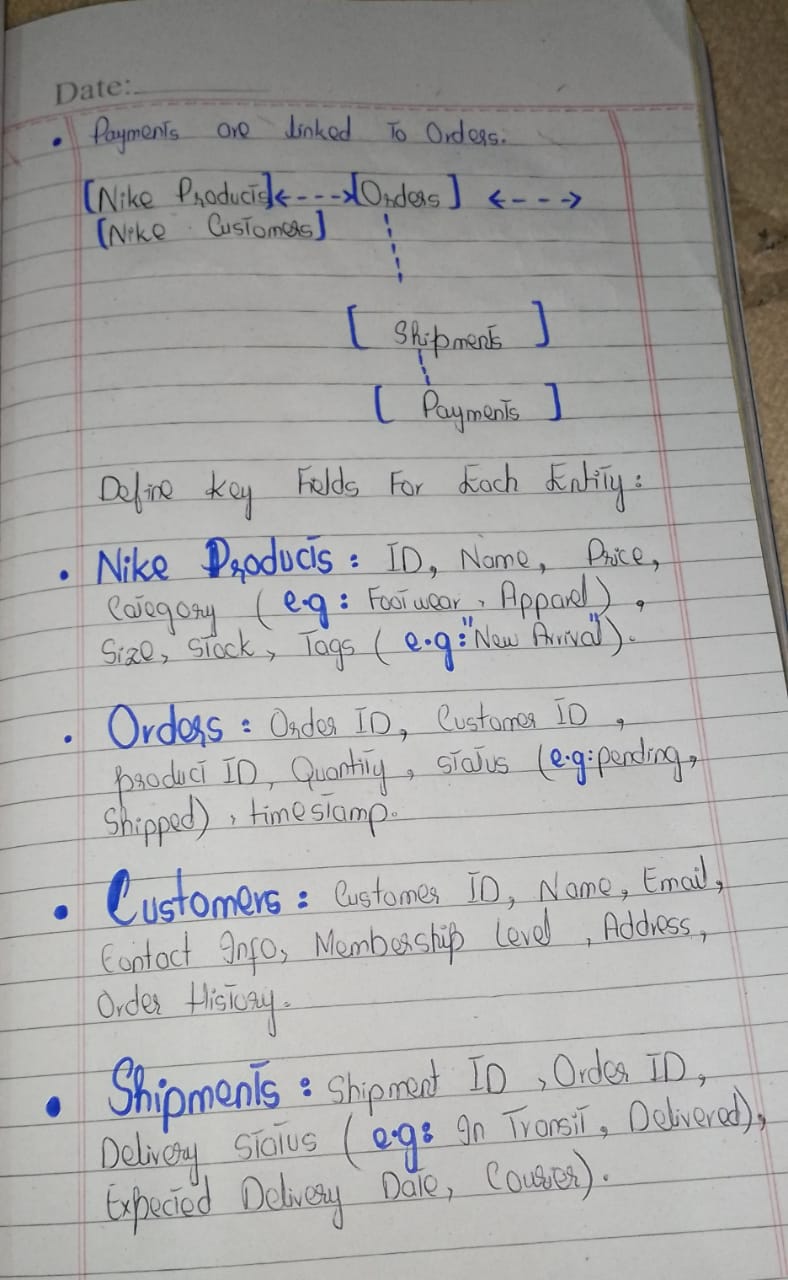 Date:
• Payments are linked To Orders.
[Nike Products]<--->[Orders] <--->
[Nike Customers]
[ Shipments ]
[ Payments ]
Define Key Fields For Each Entity:
• Nike Products: ID, Name, Price,
Category (e.g: Footwear, Apparel),
Size, Stock, Tags (e.g:"New Arrival").
• Orders: Order ID, Customer ID,
product ID, Quantity, status (e.g:pending,
Shipped), timestamp.
• Customers: Customer ID, Name, Email,
Contact Info, Membership Level, Address,
Order History.
• Shipments: Shipment ID, Order ID,
Delivery Status (e.g: In Transit, Delivered),
Expected Delivery Date, Courier).